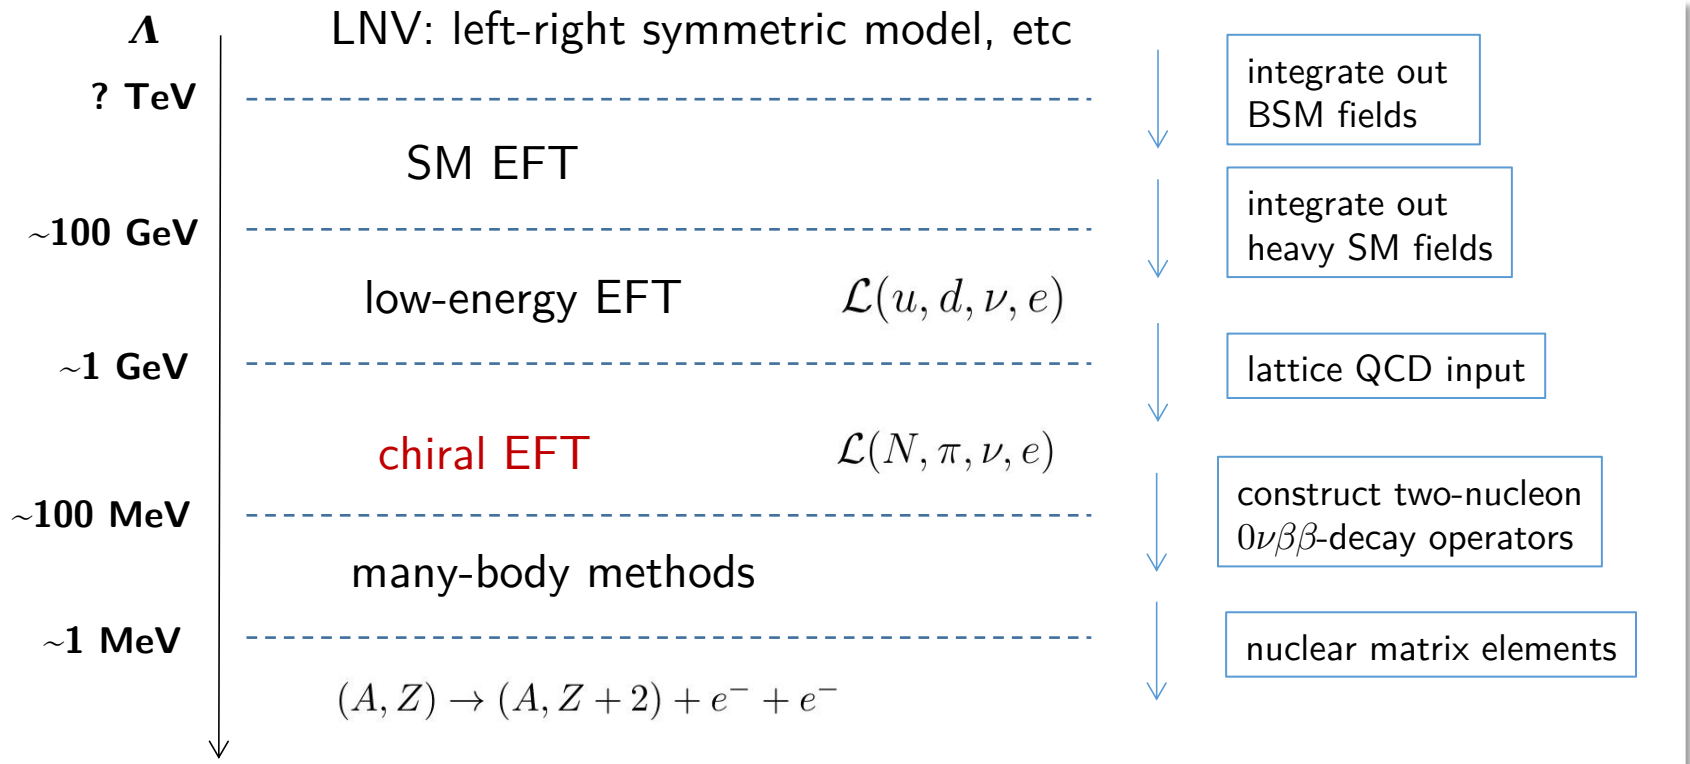 Λ
LNV: left-right symmetric model, etc
? TeV
integrate out
BSM fields
SM EFT
~100 GeV
integrate out
heavy SM fields
low-energy EFT
ℒ(u, d, ν, e)
~1 GeV
lattice QCD input
chiral EFT
ℒ(N, π, ν, e)
~100 MeV
construct two-nucleon
0νββ-decay operators
many-body methods
~1 MeV
nuclear matrix elements
(A, Z) → (A, Z + 2) + e⁻ + e⁻